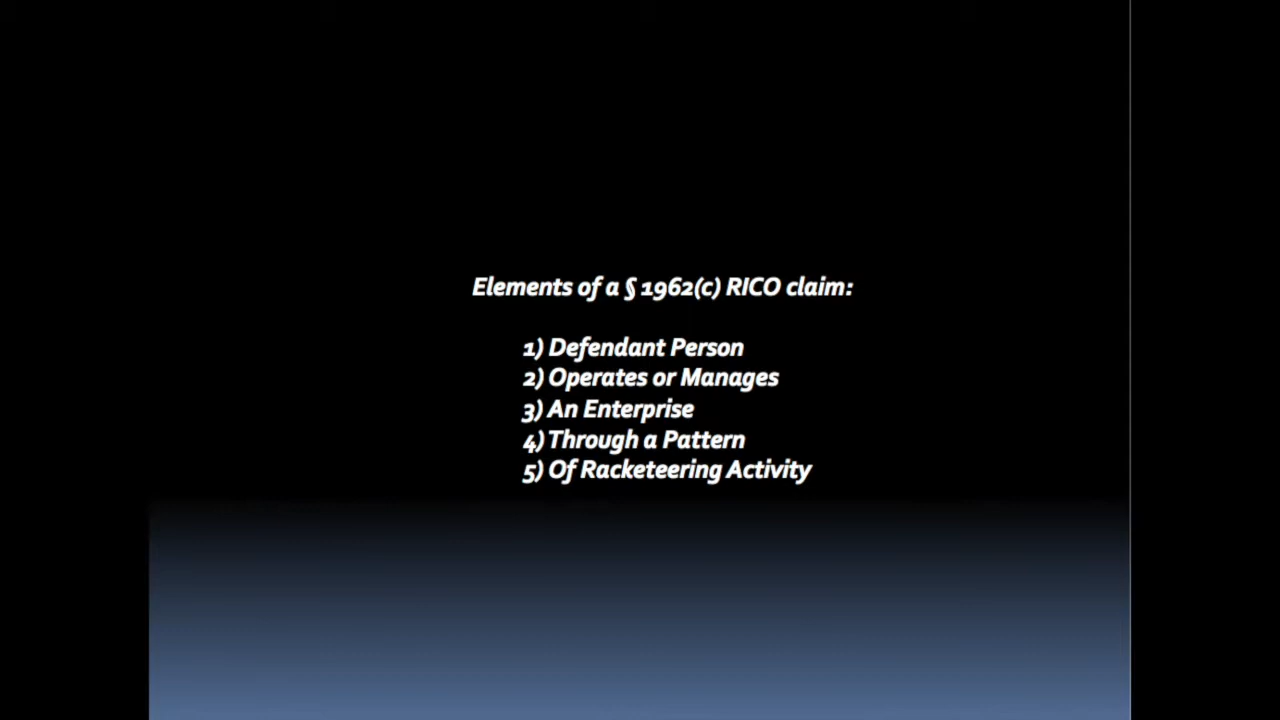 Elements of a § 1962(c) RICO claim:
1) Defendant Person
2) Operates or Manages
3) An Enterprise
4) Through a Pattern
5) Of Racketeering Activity